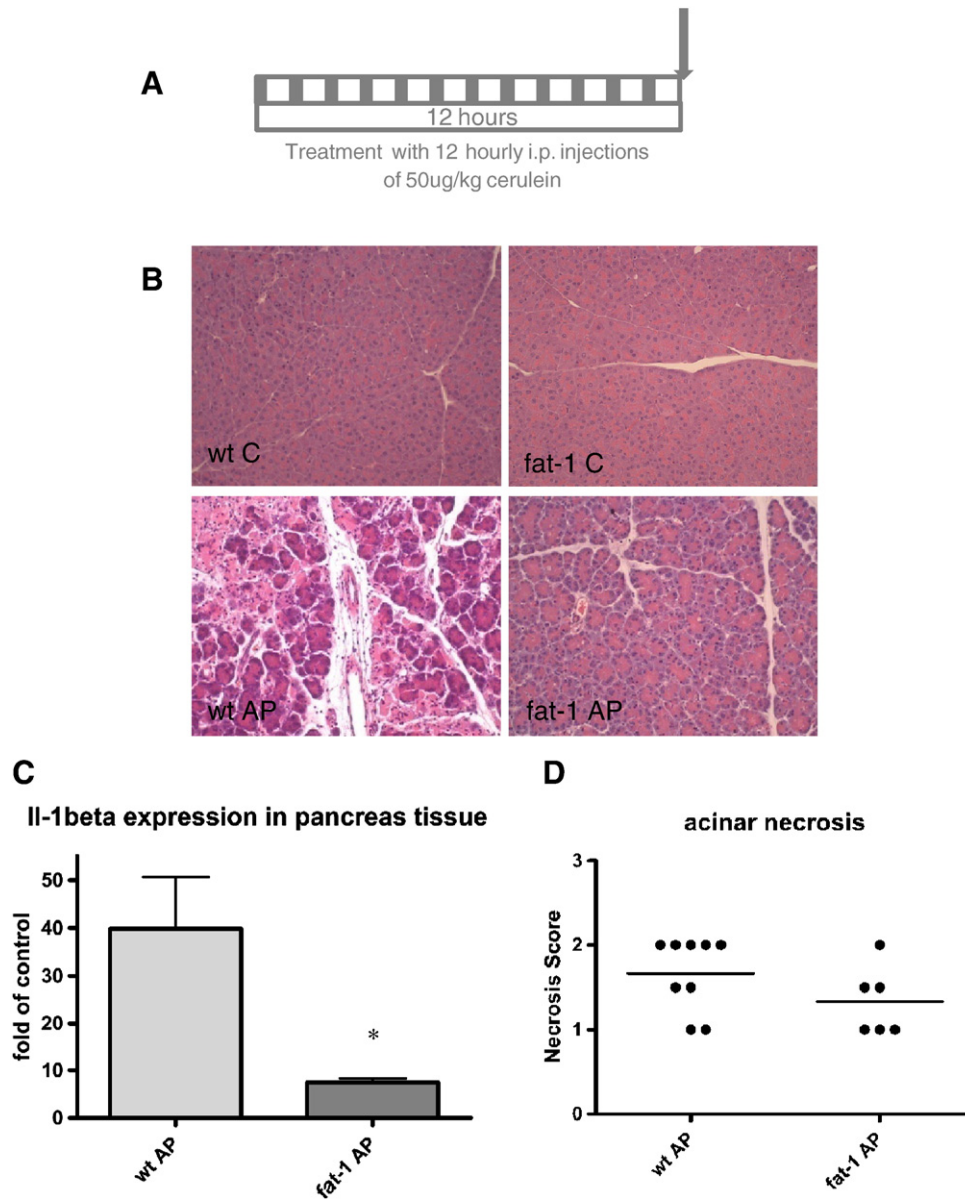 A
12 hours
Treatment with 12 hourly i.p. injections
of 50ug/kg cerulein
B
wt C
fat-1 C
wt AP
fat-1 AP
C
Il-1beta expression in pancreas tissue
fold of control
50
40
30
20
10
0
*
wt AP
fat-1 AP
D
acinar necrosis
Necrosis Score
3
2
1
0
wt AP
fat-1 AP